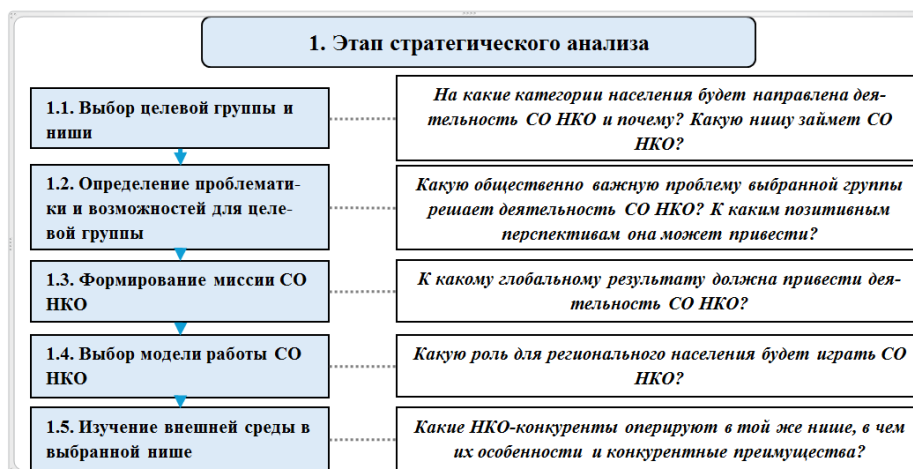 1. Этап стратегического анализа
1.1. Выбор целевой группы и
ниши
На какие категории населения будет направлена дея-
тельность СО НКО и почему? Какую нишу займет СО
НКО?
1.2. Определение проблемати-
ки и возможностей для целе-
вой группы
Какую общественно важную проблему выбранной группы
решает деятельность СО НКО? К каким позитивным
перспективам она может привести?
1.3. Формирование миссии СО
НКО
К какому глобальному результату должна привести дея-
тельность СО НКО?
1.4. Выбор модели работы СО
НКО
Какую роль для регионального населения будет играть СО
НКО?
1.5. Изучение внешней среды в
выбранной нише
Какие НКО-конкуренты оперируют в той же нише, в чем
их особенности и конкурентные преимущества?